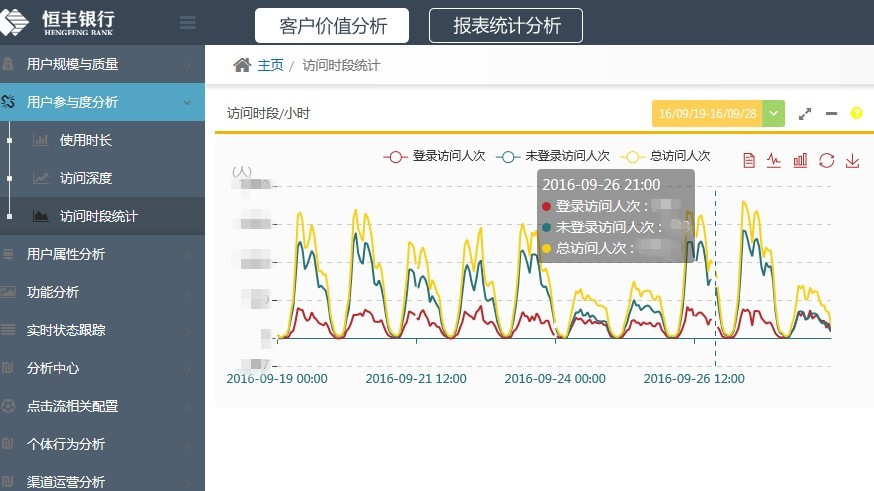 恒丰银行
HENGFENG BANK
客户价值分析
报表统计分析
用户规模与质量
用户参与度分析
使用时长
访问深度
访问时段统计
用户属性分析
功能分析
实时状态跟踪
分析中心
点击流相关配置
个体行为分析
渠道运营分析
主页 / 访问时段统计
访问时段/小时
16/09/19-16/09/28
?
登录访问人次 未登录访问人次 总访问人次
(人)
2016-09-26 21:00
登录访问人次 :
未登录访问人次 :
总访问人次 :
2016-09-19 00:00 2016-09-21 12:00 2016-09-24 00:00 2016-09-26 12:00